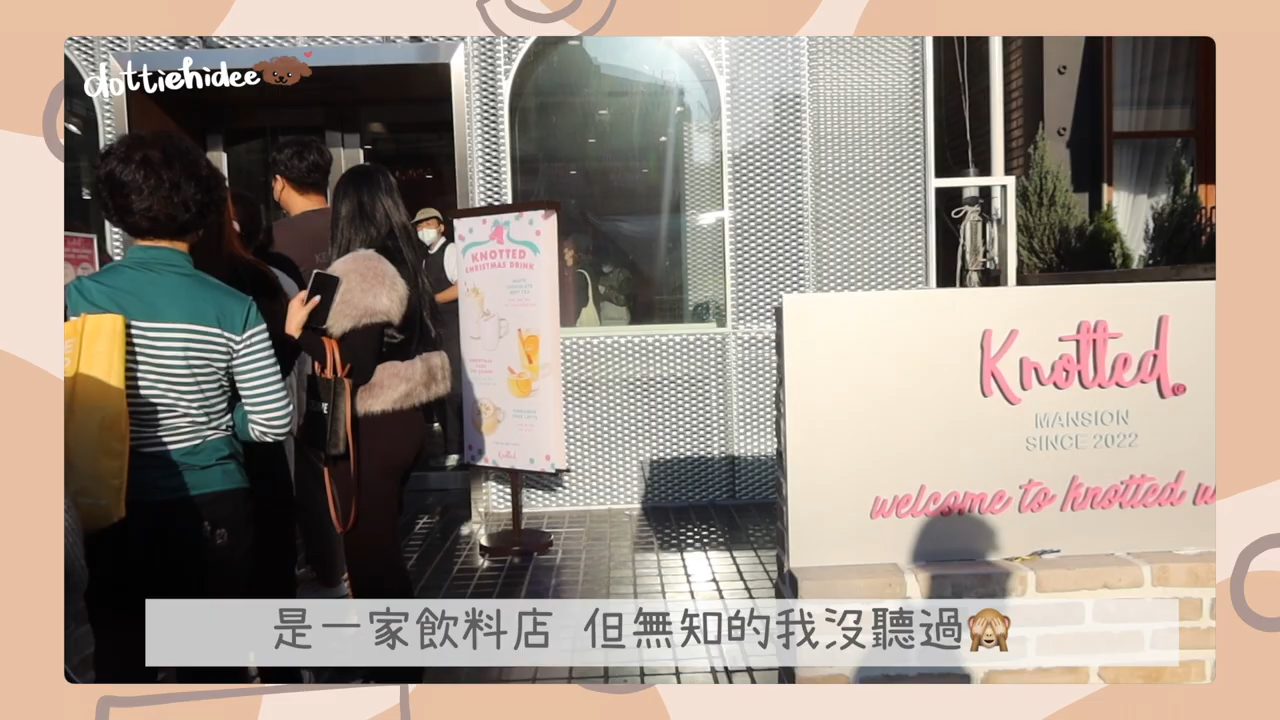 dottiehidee
KNOTTED
CHRISTMAS DRINK
Knotted
MANSION
SINCE 2022
welcome to knotted w
是一家飲料店 但無知的我沒聽過🙈